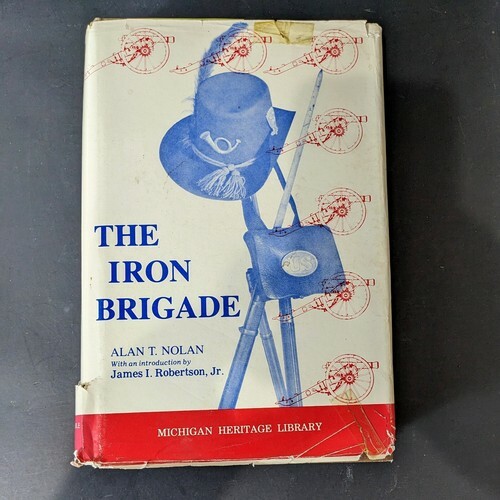 THE
IRON
BRIGADE
ALAN T. NOLAN
With an introduction by
James I. Robertson, Jr.
MICHIGAN HERITAGE LIBRARY